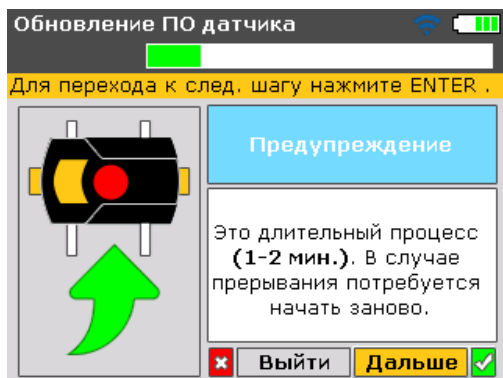 Обновление ПО датчика
Для перехода к след. шагу нажмите ENTER .
Предупреждение
Это длительный процесс
(1-2 мин.). В случае
прерывания потребуется
начать заново.
Выйти Дальше